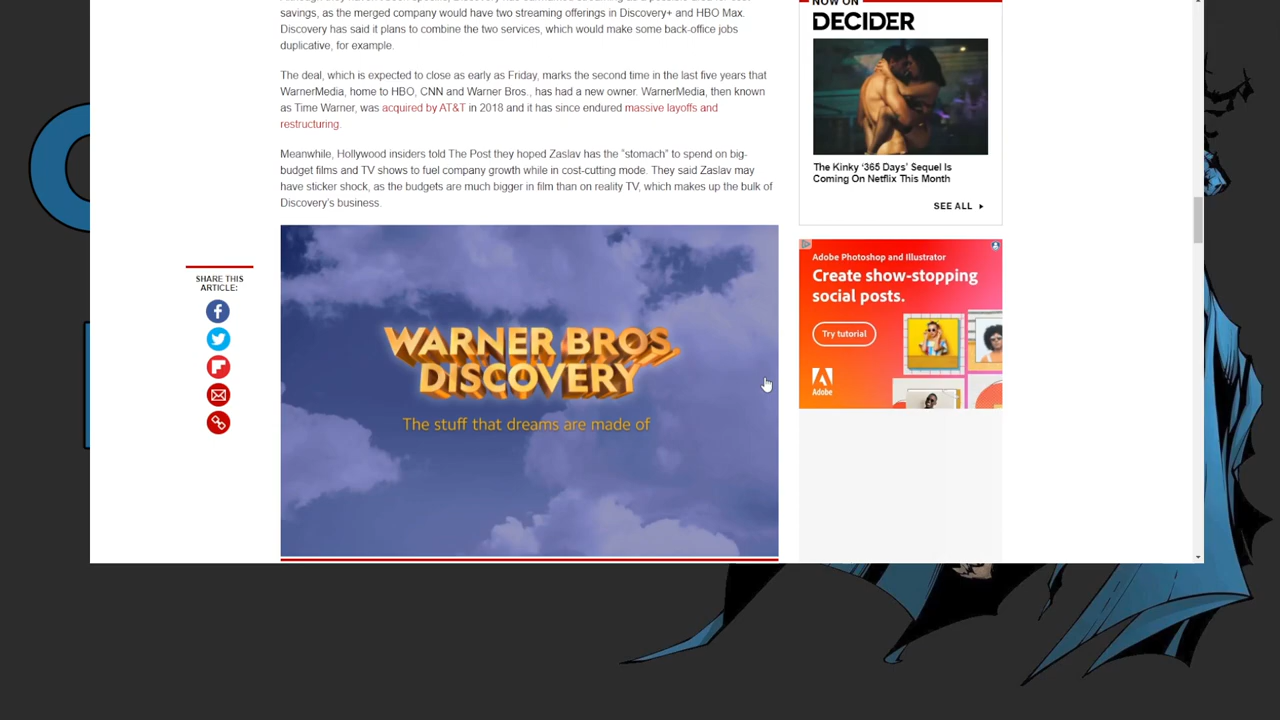 savings, as the merged company would have two streaming offerings in Discovery+ and HBO Max.
Discovery has said it plans to combine the two services, which would make some back-office jobs
duplicative, for example.
The deal, which is expected to close as early as Friday, marks the second time in the last five years that
WarnerMedia, home to HBO, CNN and Warner Bros., has had a new owner. WarnerMedia, then known
as Time Warner, was acquired by AT&T in 2018 and it has since endured massive layoffs and
restructuring.
Meanwhile, Hollywood insiders told The Post they hoped Zaslav has the "stomach" to spend on big-
budget films and TV shows to fuel company growth while in cost-cutting mode. They said Zaslav may
have sticker shock, as the budgets are much bigger in film than on reality TV, which makes up the bulk of
Discovery's business.
SHARE THIS
ARTICLE:
WARNER BROS.
DISCOVERY
The stuff that dreams are made of
NOW ON
DECIDER
The Kinky '365 Days' Sequel Is
Coming On Netflix This Month
SEE ALL
Adobe Photoshop and Illustrator
Create show-stopping
social posts.
Try tutorial
Adobe